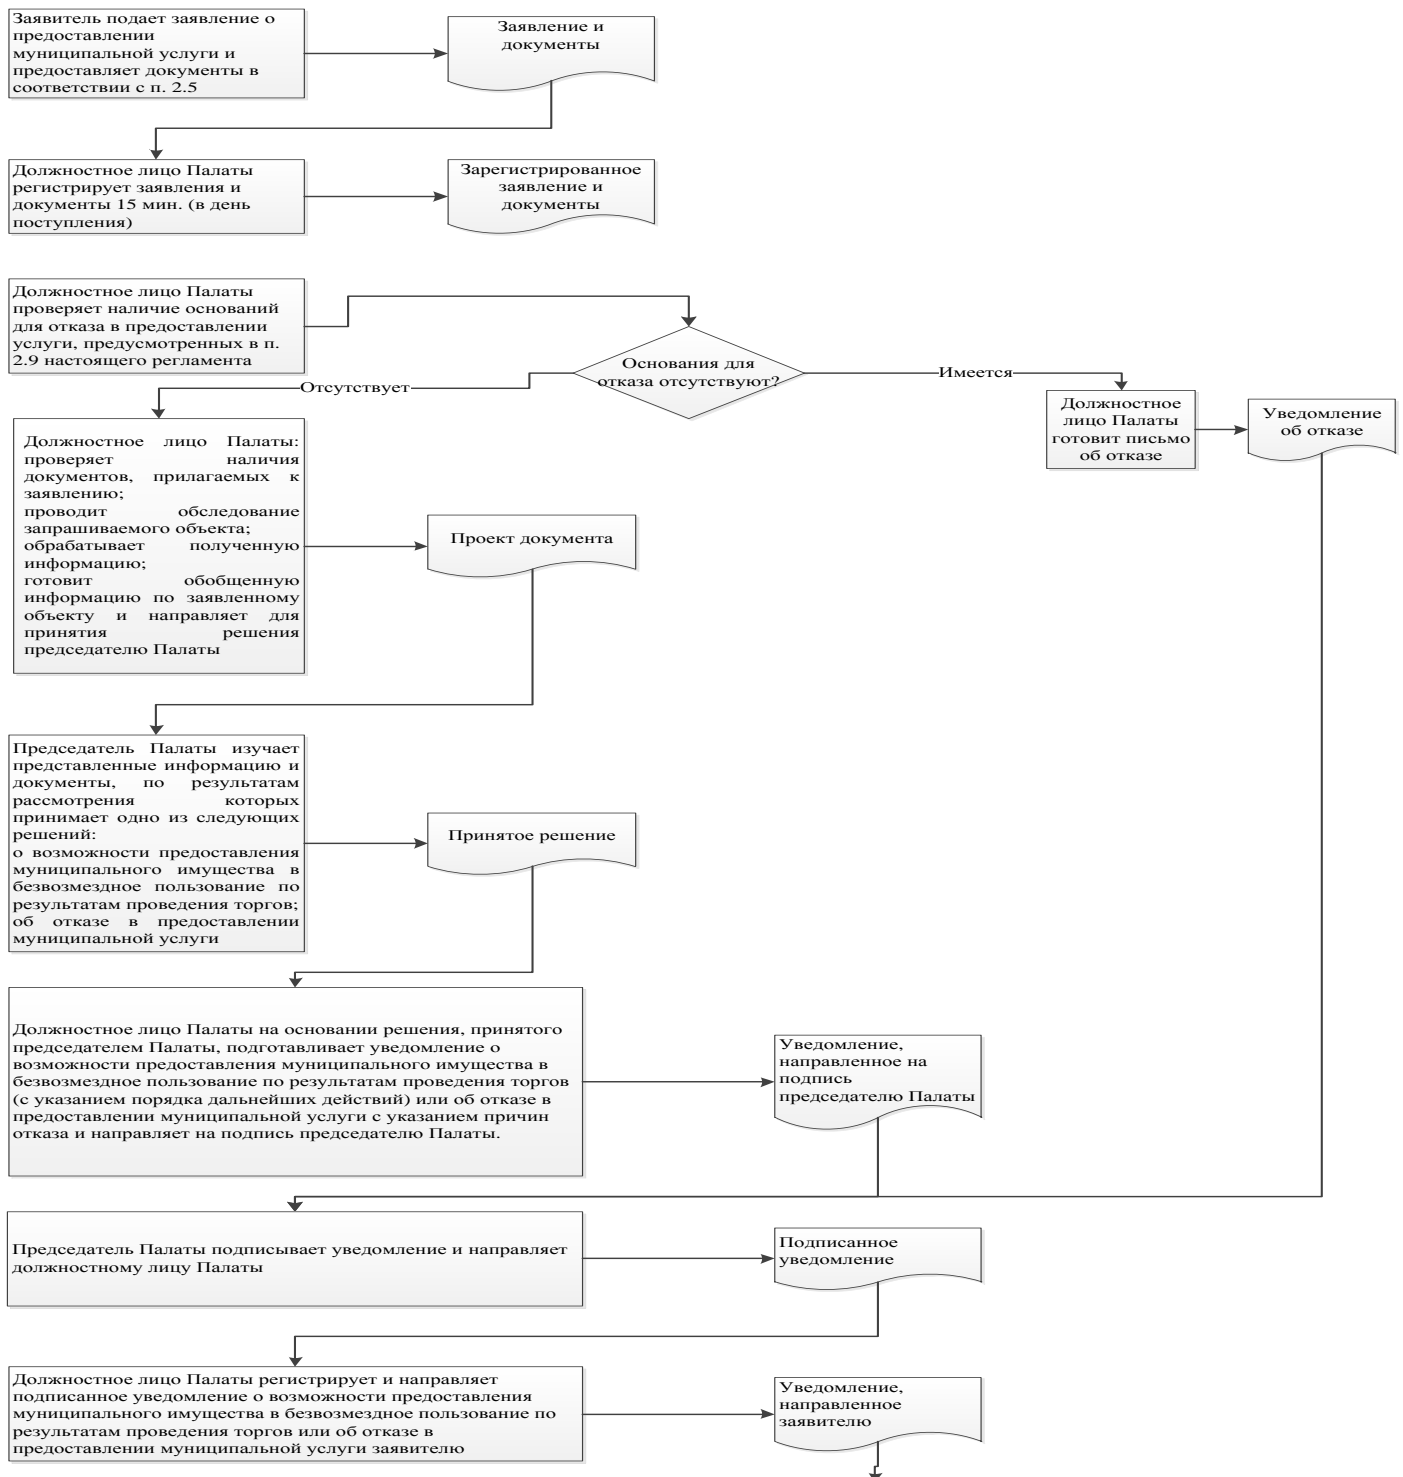 Заявитель подает заявление о
предоставлении
муниципальной услуги и
предоставляет документы в
соответствии с п. 2.5
Заявление и
документы
Должностное лицо Палаты
регистрирует заявления и
документы 15 мин. (в день
поступления)
Зарегистрированное
заявление и
документы
Должностное лицо Палаты
проверяет наличие оснований
для отказа в предоставлении
услуги, предусмотренных в п.
2.9 настоящего регламента
Основания для
отказа отсутствуют?
Отсутствует
Имеется
Должностное
лицо Палаты
готовит письмо
об отказе
Уведомление
об отказе
Должностное лицо Палаты:
проверяет наличия
документов, прилагаемых к
заявлению;
проводит обследование
запрашиваемого объекта;
обрабатывает полученную
информацию;
готовит обобщенную
информацию по заявленному
объекту и направляет для
принятия решения
председателю Палаты
Проект документа
Председатель Палаты изучает
представленные информацию и
документы, по результатам
рассмотрения которых
принимает одно из следующих
решений:
о возможности предоставления
муниципального имущества в
безвозмездное пользование по
результатам проведения торгов;
об отказе в предоставлении
муниципальной услуги
Принятое решение
Должностное лицо Палаты на основании решения, принятого
председателем Палаты, подготавливает уведомление о
возможности предоставления муниципального имущества в
безвозмездное пользование по результатам проведения торгов
(с указанием порядка дальнейших действий) или об отказе в
предоставлении муниципальной услуги с указанием причин
отказа и направляет на подпись председателю Палаты.
Уведомление,
направленное на
подпись
председателю Палаты
Председатель Палаты подписывает уведомление и направляет
должностному лицу Палаты
Подписанное
уведомление
Должностное лицо Палаты регистрирует и направляет
подписанное уведомление о возможности предоставления
муниципального имущества в безвозмездное пользование по
результатам проведения торгов или об отказе в
предоставлении муниципальной услуги заявителю
Уведомление,
направленное
заявителю